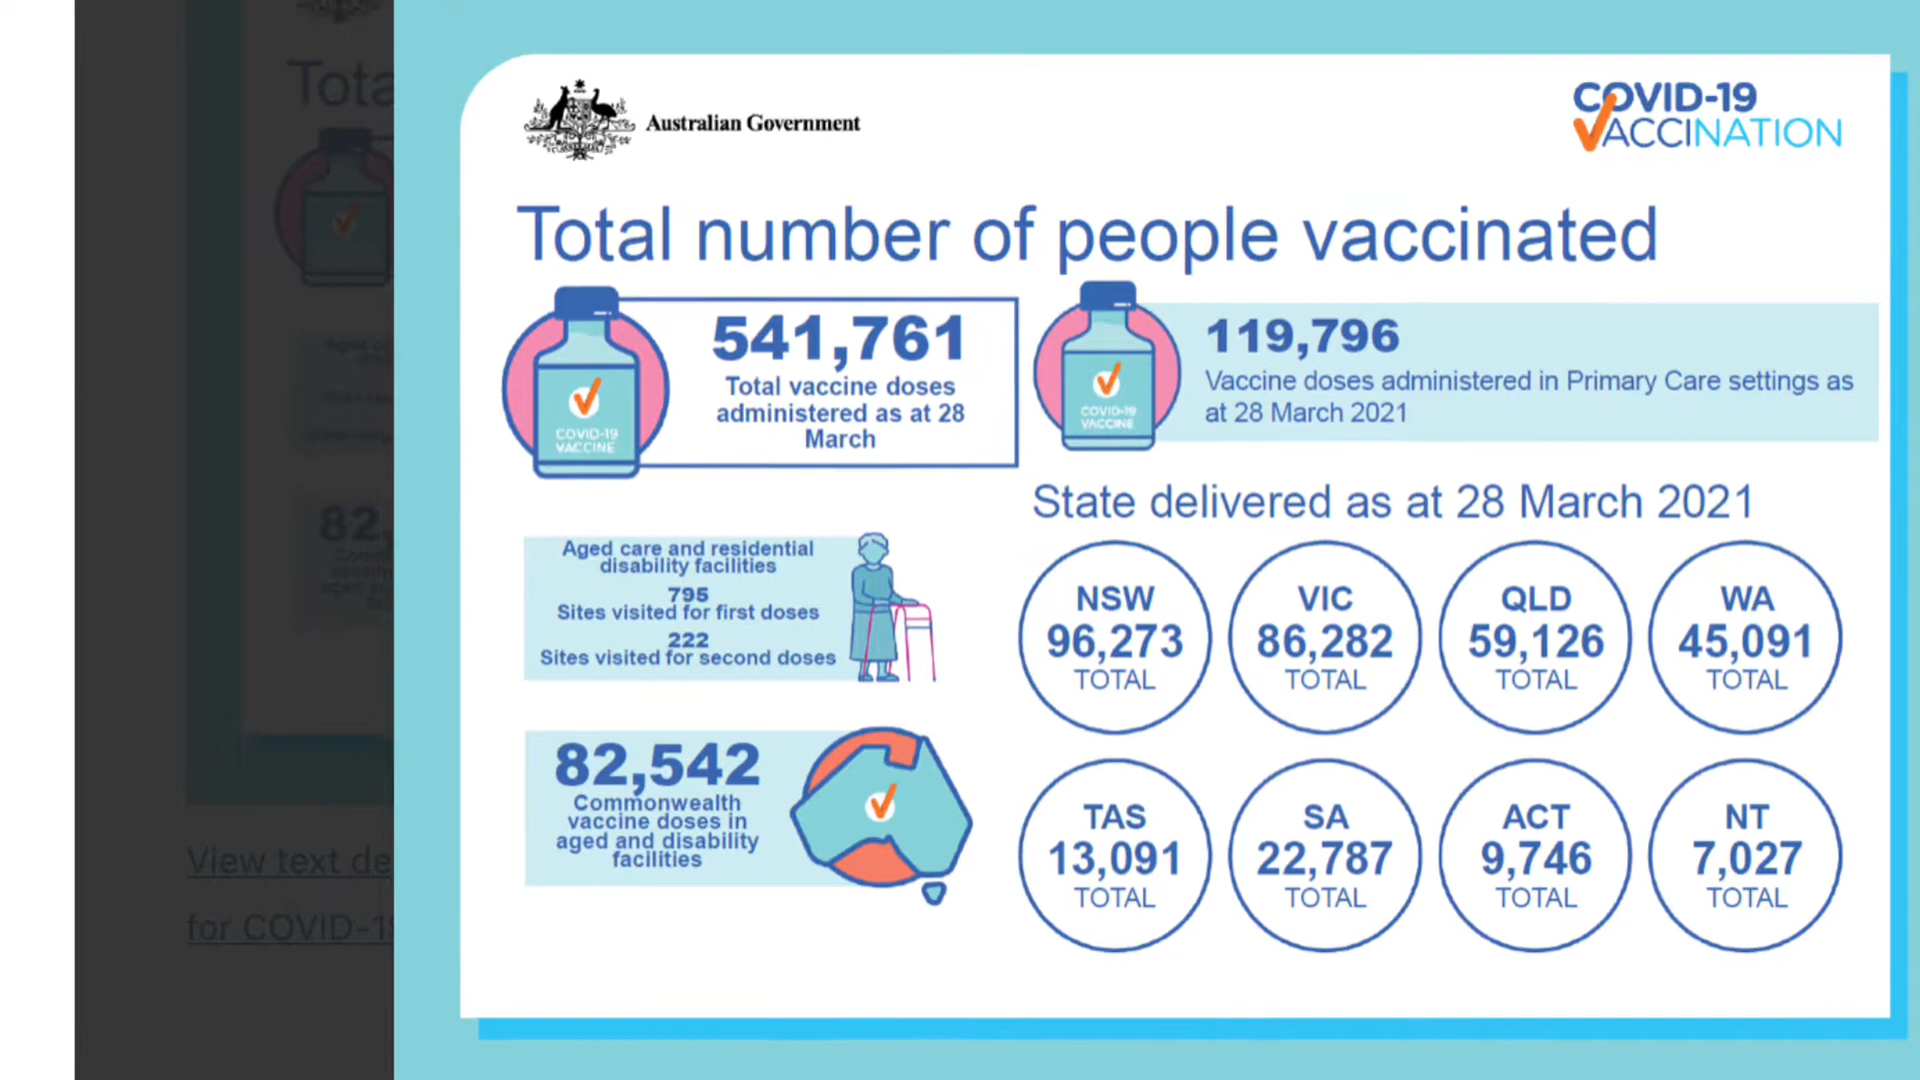 Australian Government
COVID-19
VACCINATION
Total number of people vaccinated
541,761
Total vaccine doses
administered as at 28
March
COVID-19
VACCINE
119,796
Vaccine doses administered in Primary Care settings as
at 28 March 2021
COVID-19
VACCINE
Aged care and residential
disability facilities
795
Sites visited for first doses
222
Sites visited for second doses
82,542
Commonwealth
vaccine doses in
aged and disability
facilities
State delivered as at 28 March 2021
NSW
96,273
TOTAL
VIC
86,282
TOTAL
QLD
59,126
TOTAL
WA
45,091
TOTAL
TAS
13,091
TOTAL
SA
22,787
TOTAL
ACT
9,746
TOTAL
NT
7,027
TOTAL
Tota
82,
View text de
for COVID-19